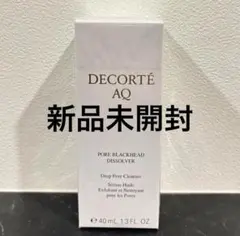 DECORTÉ
AQ
新品未開封
PORE BLACKHEAD
DISSOLVER
Deep Pore Cleanser
Sérum-Huile
Exfoliant et Nettoyant
pour les Pores
e 40 mL 1.3 FL. OZ